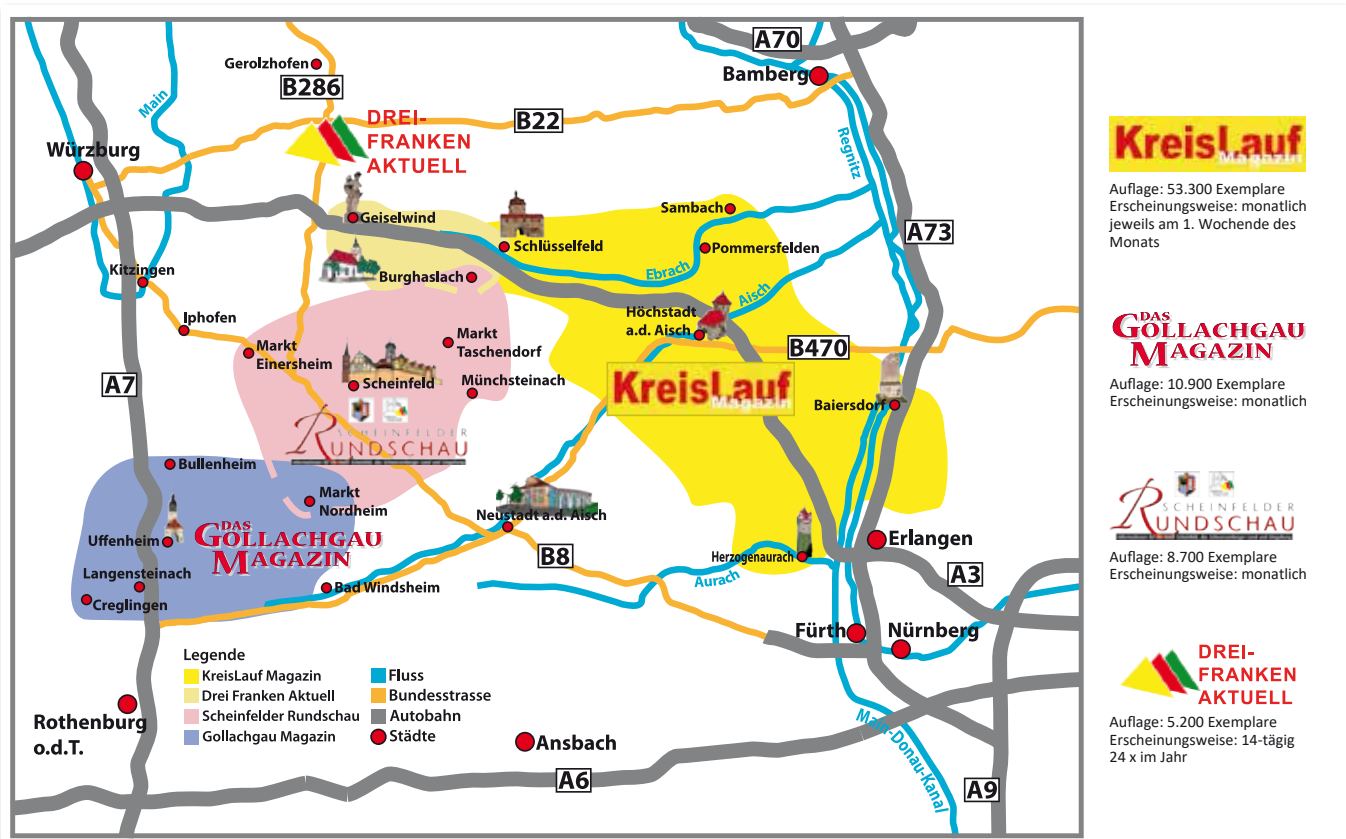 A70
Gerolzhofen
Bamberg
B286
Main
DREI-
FRANKEN
AKTUELL
B22
Würzburg
Regnitz
Geiselwind
Sambach
A73
Schlüsselfeld
Pommersfelden
Kitzingen
Burghaslach
Ebrach
Aisch
Iphofen
Höchstadt
a.d. Aisch
Markt
Einersheim
Markt
Taschendorf
B470
A7
Scheinfeld
Münchsteinach
KreisLauf
Magazin
Baiersdorf
SCHEINFELDER
RUNDSCHAU
Bullenheim
Markt
Nordheim
Neustadt a.d. Aisch
Uffenheim
DAS
GOLLACHGAU
MAGAZIN
B8
Herzogenaurach
Erlangen
Langensteinach
Aurach
A3
Creglingen
Bad Windsheim
Fürth
Nürnberg
Legende
KreisLauf Magazin
Drei Franken Aktuell
Scheinfelder Rundschau
Gollachgau Magazin
Fluss
Bundesstrasse
Autobahn
Städte
Rothenburg
o.d.T.
Ansbach
Main-Donau-Kanal
A6
A9
KreisLauf
Magazin
Auflage: 53.300 Exemplare
Erscheinungsweise: monatlich
jeweils am 1. Wochende des
Monats
DAS
GOLLACHGAU
MAGAZIN
Auflage: 10.900 Exemplare
Erscheinungsweise: monatlich
SCHEINFELDER
RUNDSCHAU
Auflage: 8.700 Exemplare
Erscheinungsweise: monatlich
DREI-
FRANKEN
AKTUELL
Auflage: 5.200 Exemplare
Erscheinungsweise: 14-tägig
24 x im Jahr